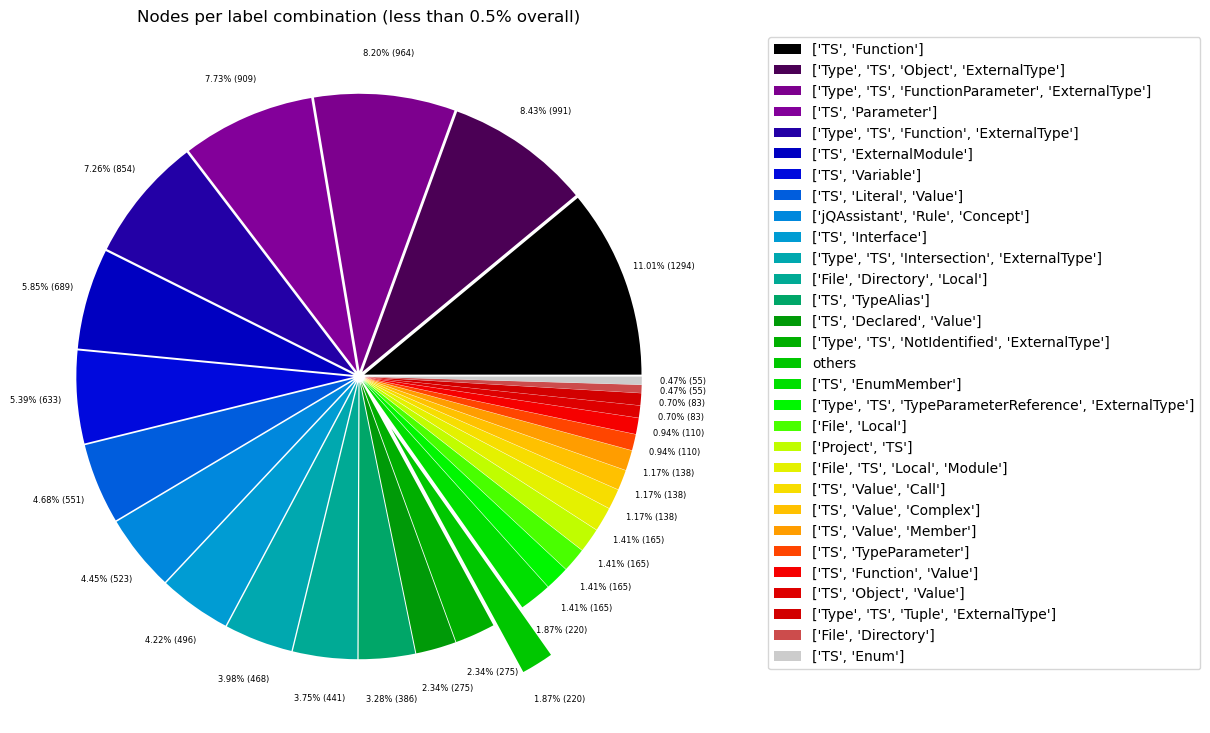 Nodes per label combination (less than 0.5% overall)
11.01% (1294)
8.43% (991)
8.20% (964)
7.73% (909)
7.26% (854)
5.85% (689)
5.39% (633)
4.68% (551)
4.45% (523)
4.22% (496)
3.98% (468)
3.75% (441)
3.28% (386)
2.34% (275)
2.34% (275)
1.87% (220)
1.87% (220)
1.41% (165)
1.41% (165)
1.41% (165)
1.41% (165)
1.17% (138)
1.17% (138)
1.17% (138)
0.94% (110)
0.94% (110)
0.70% (83)
0.70% (83)
0.47% (55)
0.47% (55)
['TS', 'Function']
['Type', 'TS', 'Object', 'ExternalType']
['Type', 'TS', 'FunctionParameter', 'ExternalType']
['TS', 'Parameter']
['Type', 'TS', 'Function', 'ExternalType']
['TS', 'ExternalModule']
['TS', 'Variable']
['TS', 'Literal', 'Value']
['jQAssistant', 'Rule', 'Concept']
['TS', 'Interface']
['Type', 'TS', 'Intersection', 'ExternalType']
['File', 'Directory', 'Local']
['TS', 'TypeAlias']
['TS', 'Declared', 'Value']
['Type', 'TS', 'NotIdentified', 'ExternalType']
others
['TS', 'EnumMember']
['Type', 'TS', 'TypeParameterReference', 'ExternalType']
['File', 'Local']
['Project', 'TS']
['File', 'TS', 'Local', 'Module']
['TS', 'Value', 'Call']
['TS', 'Value', 'Complex']
['TS', 'Value', 'Member']
['TS', 'TypeParameter']
['TS', 'Function', 'Value']
['TS', 'Object', 'Value']
['Type', 'TS', 'Tuple', 'ExternalType']
['File', 'Directory']
['TS', 'Enum']